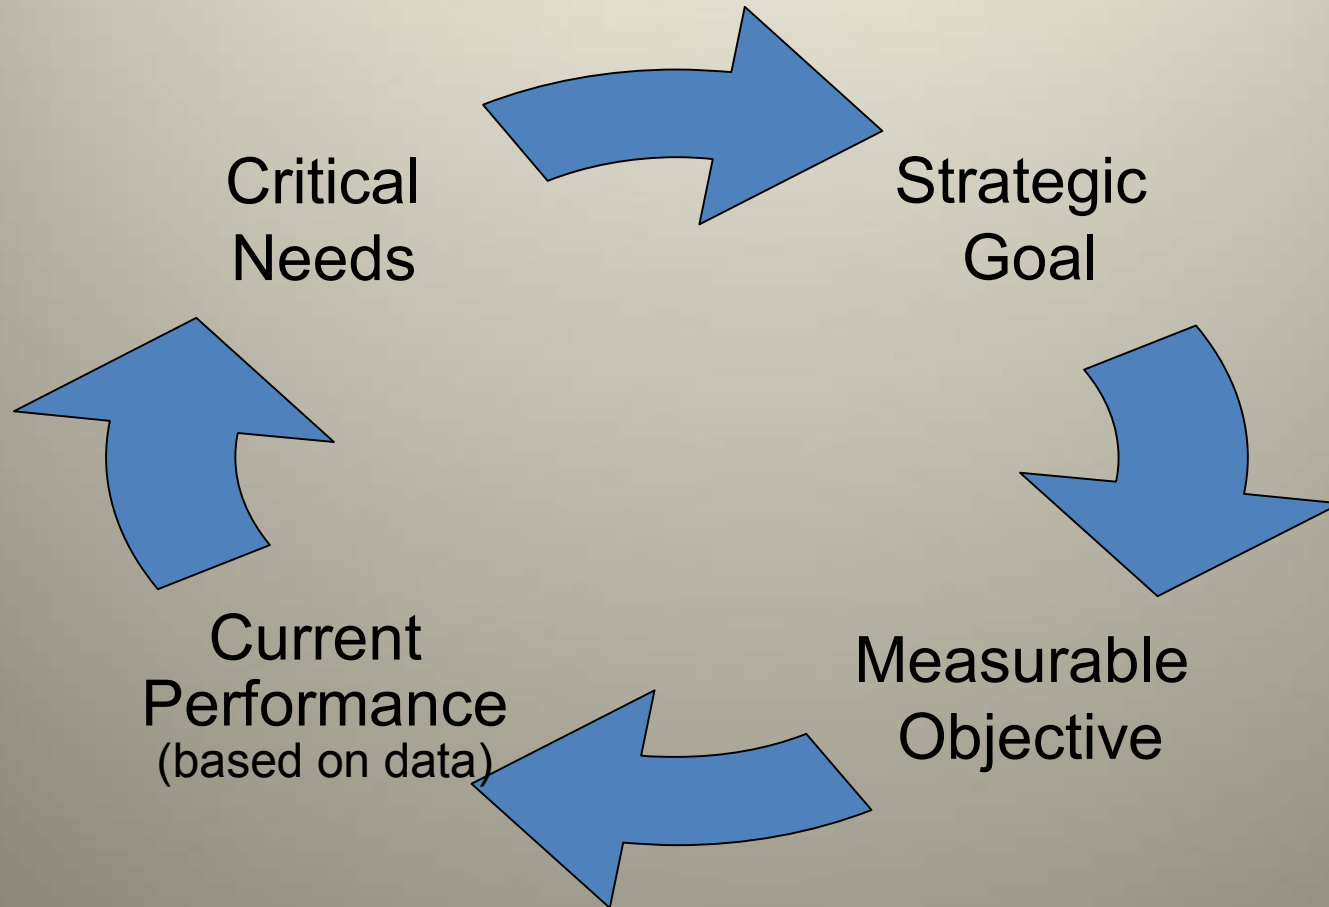 Critical
Needs
Strategic
Goal
Measurable
Objective
Current
Performance
(based on data)